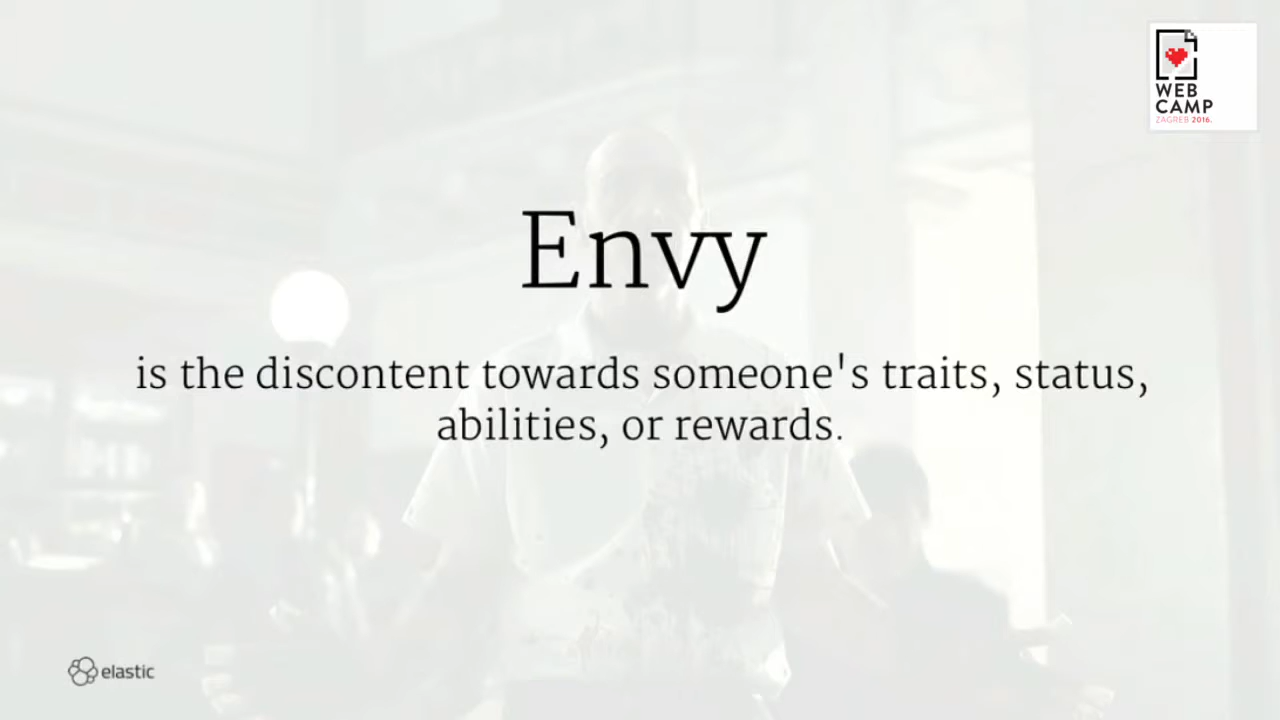 WEB
CAMP
ZAGREB 2016.
Envy
is the discontent towards someone's traits, status,
abilities, or rewards.
elastic